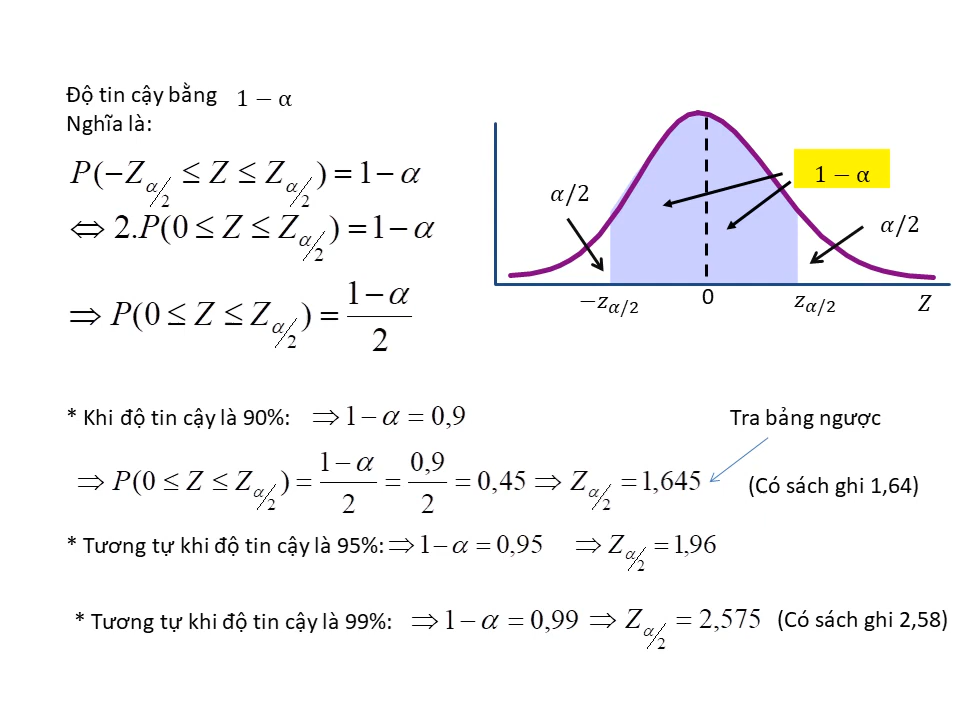 Độ tin cậy bằng 1 − α
Nghĩa là:
P(−Z_{α/2} ≤ Z ≤ Z_{α/2}) = 1 − α
⇔ 2.P(0 ≤ Z ≤ Z_{α/2}) = 1 − α
⇒ P(0 ≤ Z ≤ Z_{α/2}) = \frac{1 − α}{2}
α/2
1 − α
α/2
−z_{α/2} 0 z_{α/2} Z
* Khi độ tin cậy là 90%: ⇒ 1 − α = 0,9
Tra bảng ngược
⇒ P(0 ≤ Z ≤ Z_{α/2}) = \frac{1 − α}{2} = \frac{0,9}{2} = 0,45 ⇒ Z_{α/2} = 1,645 (Có sách ghi 1,64)
* Tương tự khi độ tin cậy là 95%: ⇒ 1 − α = 0,95 ⇒ Z_{α/2} = 1,96
* Tương tự khi độ tin cậy là 99%: ⇒ 1 − α = 0,99 ⇒ Z_{α/2} = 2,575 (Có sách ghi 2,58)